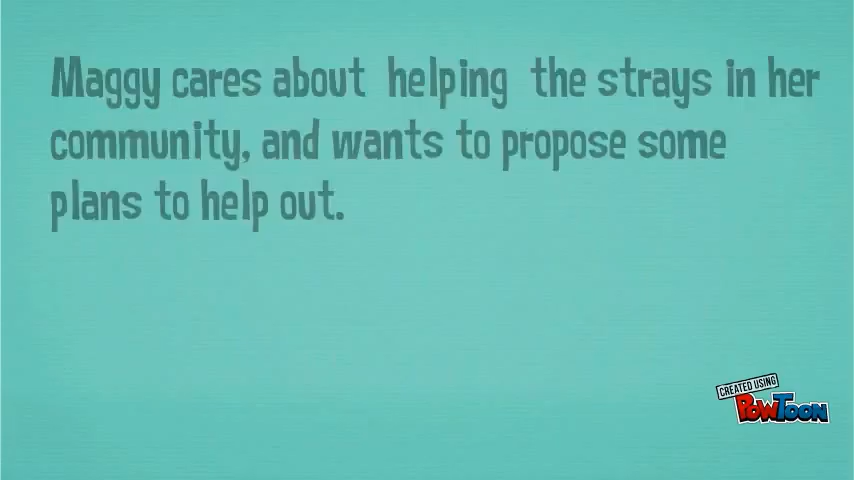 Maggy cares about helping the strays in her
community, and wants to propose some
plans to help out.
CREATED USING
POWTOON